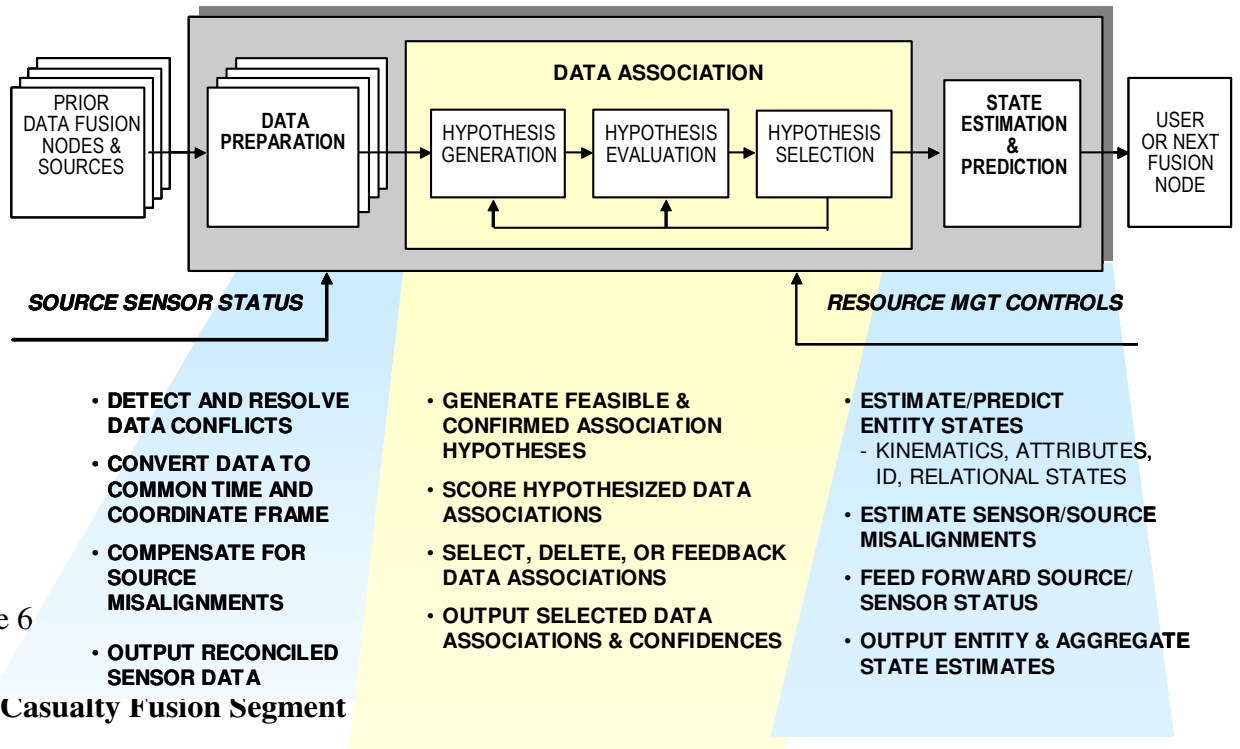 DATA ASSOCIATION
PRIOR
DATA FUSION
NODES &
SOURCES
DATA
PREPARATION
HYPOTHESIS
GENERATION
HYPOTHESIS
EVALUATION
HYPOTHESIS
SELECTION
STATE
ESTIMATION
&
PREDICTION
USER
OR NEXT
FUSION
NODE
SOURCE SENSOR STATUS
RESOURCE MGT CONTROLS
• DETECT AND RESOLVE
DATA CONFLICTS
• CONVERT DATA TO
COMMON TIME AND
COORDINATE FRAME
• COMPENSATE FOR
SOURCE
MISALIGNMENTS
• OUTPUT RECONCILED
SENSOR DATA
• GENERATE FEASIBLE &
CONFIRMED ASSOCIATION
HYPOTHESES
• SCORE HYPOTHESIZED DATA
ASSOCIATIONS
• SELECT, DELETE, OR FEEDBACK
DATA ASSOCIATIONS
• OUTPUT SELECTED DATA
ASSOCIATIONS & CONFIDENCES
• ESTIMATE/PREDICT
ENTITY STATES
- KINEMATICS, ATTRIBUTES,
ID, RELATIONAL STATES
• ESTIMATE SENSOR/SOURCE
MISALIGNMENTS
• FEED FORWARD SOURCE/
SENSOR STATUS
• OUTPUT ENTITY & AGGREGATE
STATE ESTIMATES
e 6
Casualty Fusion Segment